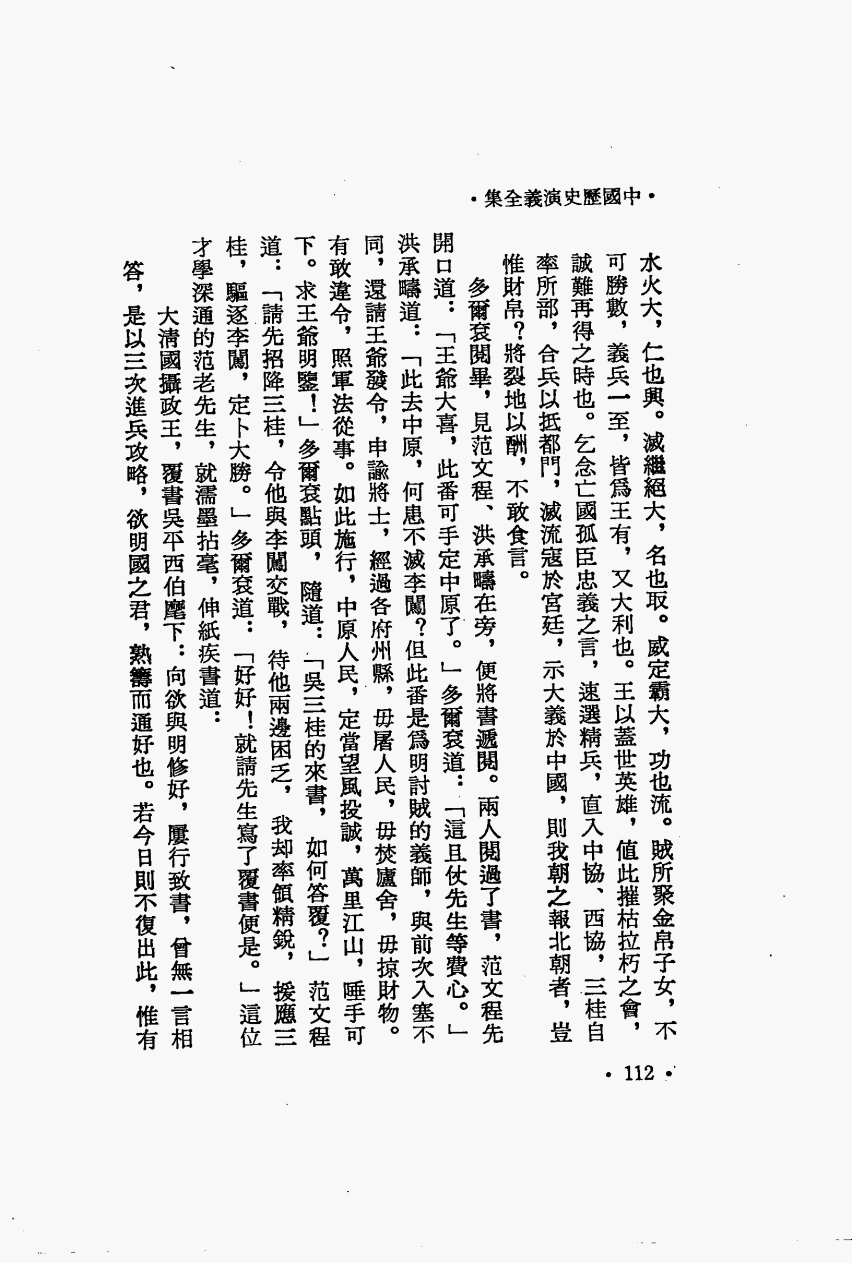 •中國歷史演義全集•
水火大，仁也興。滅繼絕大，名也取。威定霸大，功也流。賊所聚金帛子女，不
可勝數，義兵一至，皆爲王有，又大利也。王以蓋世英雄，值此摧枯拉朽之會，
誠難再得之時也。乞念亡國孤臣忠義之言，速選精兵，直入中協、西協，三桂自
率所部，合兵以抵都門，滅流寇於宮廷，示大義於中國，則我朝之報北朝者，豈
惟財帛？將裂地以酬，不敢食言。
多爾袞閱畢，見范文程、洪承疇在旁，便將書遞閱。兩人閱過了書，范文程先
開口道：「王爺大喜，此番可手定中原了。」多爾袞道：「這且仗先生等費心。」
洪承疇道：「此去中原，何患不滅李闖？但此番是爲明討賊的義師，與前次入塞不
同，還請王爺發令，申諭將士，經過各府州縣，毋屠人民，毋焚廬舍，毋掠財物。
有敢違令，照軍法從事。如此施行，中原人民，定當望風投誠，萬里江山，唾手可
下。求王爺明鑒！」多爾袞點頭，隨道：「吳三桂的來書，如何答覆？」范文程
道：「請先招降三桂，令他與李闖交戰，待他兩邊困乏，我却率領精銳，援應三
桂，驅逐李闖，定卜大勝。」多爾袞道：「好好！就請先生寫了覆書便是。」這位
才學深通的范老先生，就濡墨拈毫，伸紙疾書道：
大清國攝政王，覆書吳平西伯麾下：向欲與明修好，屢行致書，曾無一言相
答，是以三次進兵攻略，欲明國之君，熟籌而通好也。若今日則不復出此，惟有
•112•